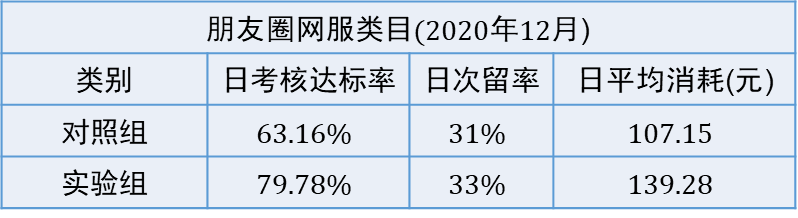 朋友圈网服类目(2020年12月)
类别 日考核达标率 日次留率 日平均消耗(元)
对照组 63.16% 31% 107.15
实验组 79.78% 33% 139.28